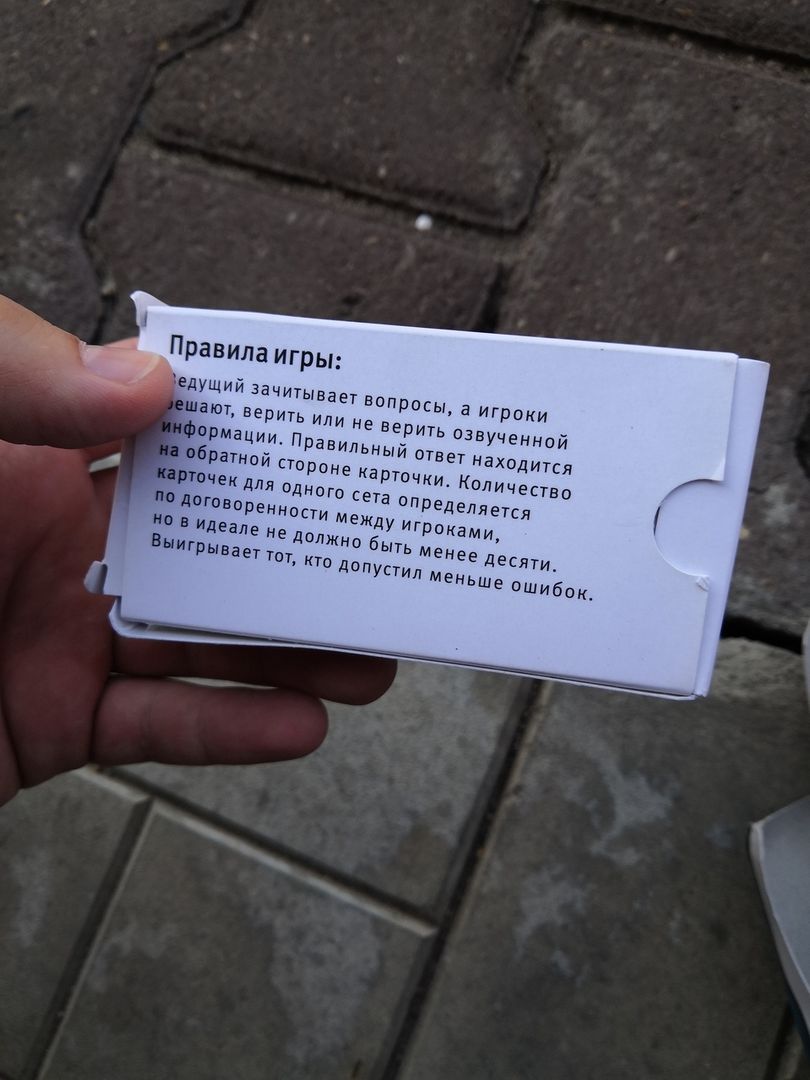 Правила игры:
ведущий зачитывает вопросы, а игроки
решают, верить или не верить озвученной
информации. Правильный ответ находится
на обратной стороне карточки. Количество
карточек для одного сета определяется
по договоренности между игроками,
но в идеале не должно быть менее десяти.
Выигрывает тот, кто допустил меньше ошибок.